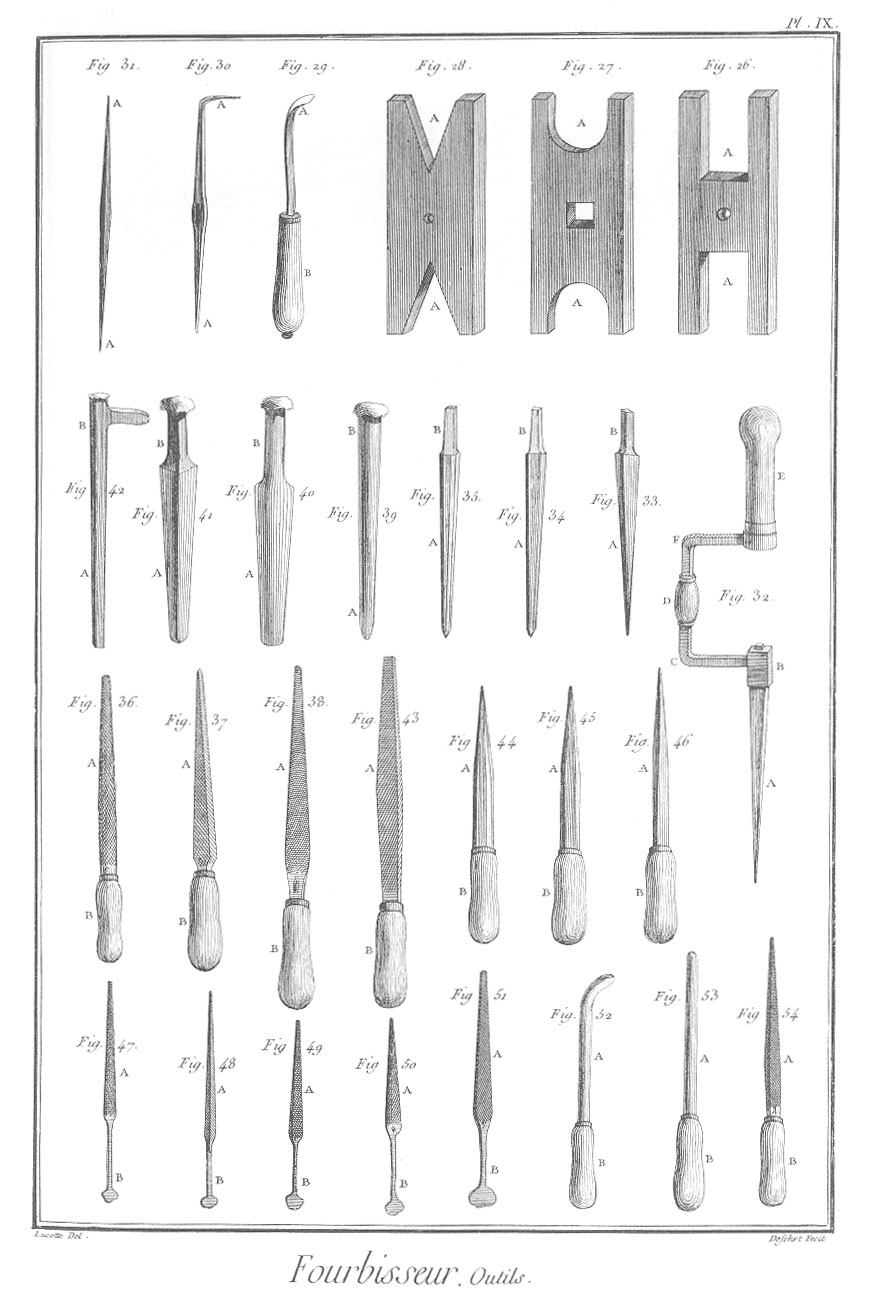 Pl. IX.
Fig 31. Fig. 30 Fig. 29. Fig. 28. Fig. 27. Fig. 26.
A A A A A A
B
A A A A A
B B B B B B B E
Fig 42 Fig. 41 Fig. 40 Fig. 39 Fig. 35. Fig. 34 Fig. 33.
A A A A A A A
F
D Fig. 32.
C B
A
Fig. 36. Fig. 37 Fig. 38. Fig. 43 Fig 44 Fig. 45 Fig. 46
A A A A A A A
B B B B B B B
Fig. 47. Fig. 48 Fig 49 Fig 50 Fig. 51 Fig. 52 Fig. 53 Fig 54
A A A A A A A A
B B B B B B B B
Lucotte Del.
Defehrt Fecit
Fourbisseur, Outils.